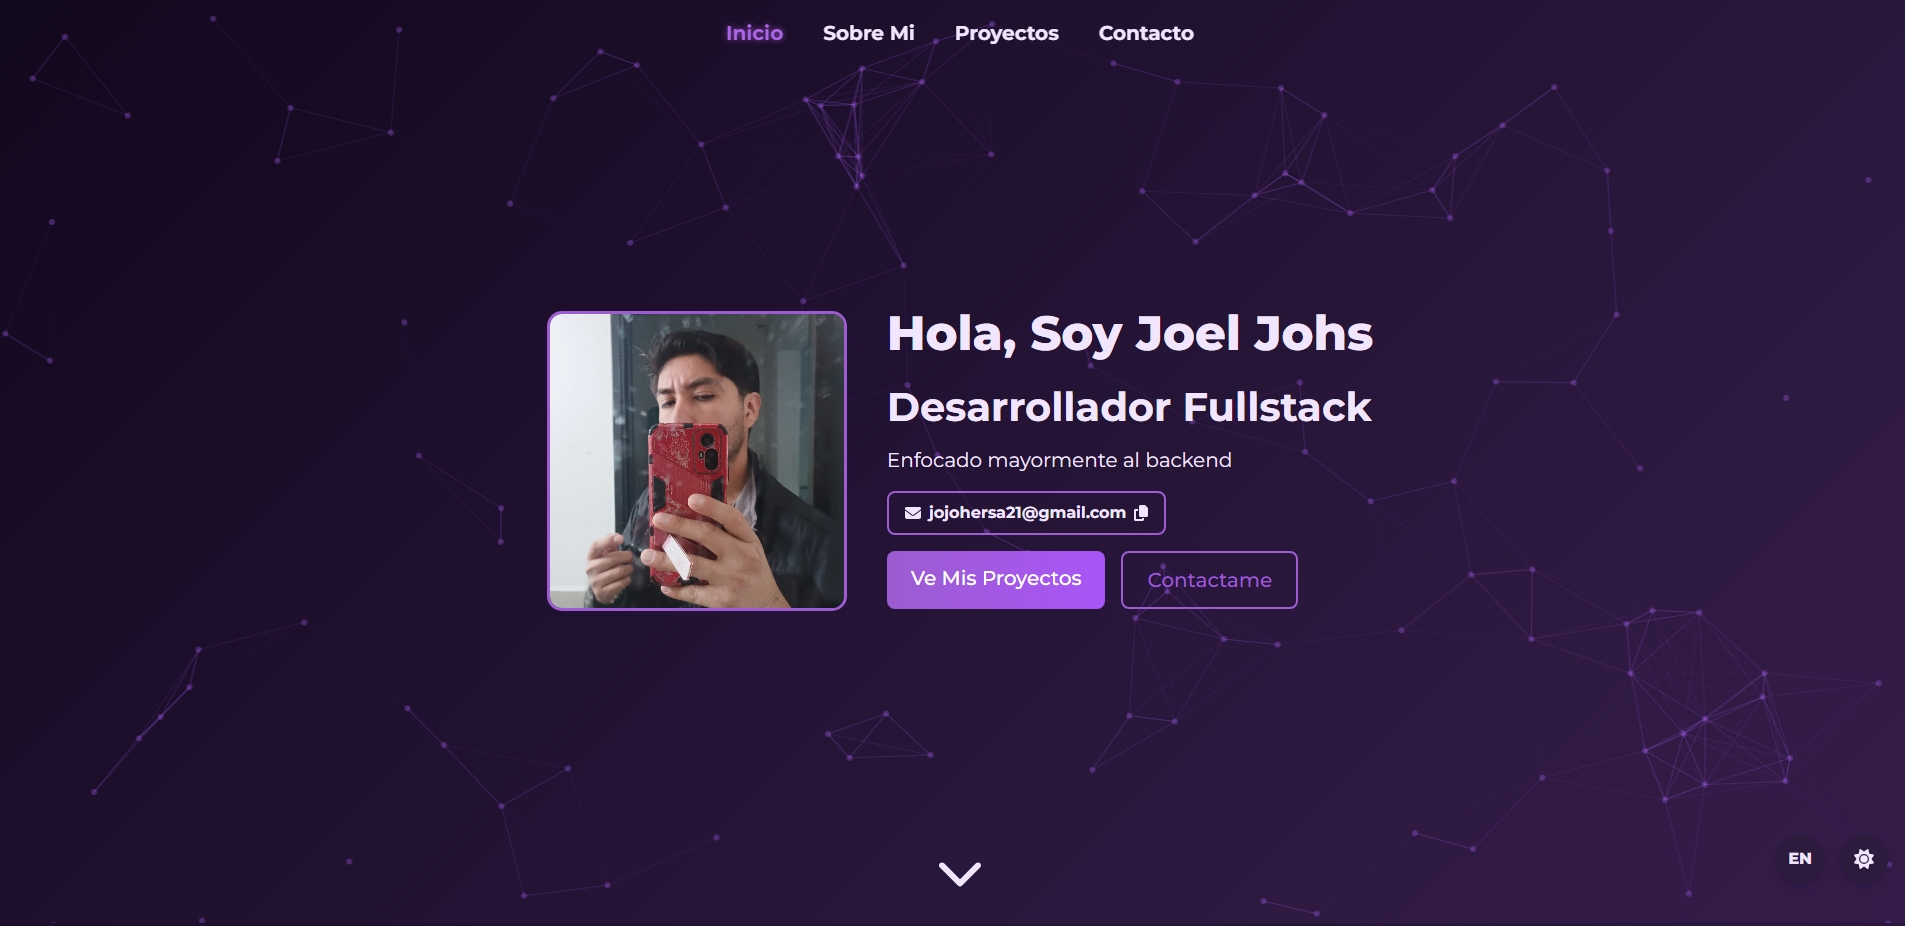 Inicio Sobre Mi Proyectos Contacto
Hola, Soy Joel Johs
Desarrollador Fullstack
Enfocado mayormente al backend
jojohersa21@gmail.com
Ve Mis Proyectos Contactame
EN